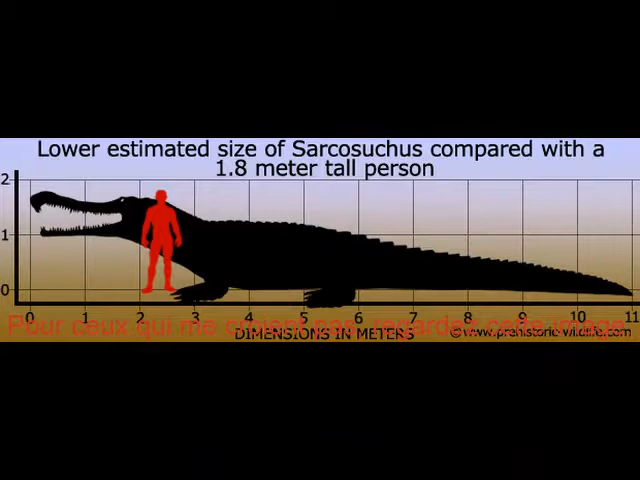 Lower estimated size of Sarcosuchus compared with a
1.8 meter tall person
2
1
0
0 1 2 3 4 5 6 7 8 9 10 11
Pour ceux qui me croient pas, regardez cette image
DIMENSIONS IN METERS ©www.prehistoric-wildlife.com